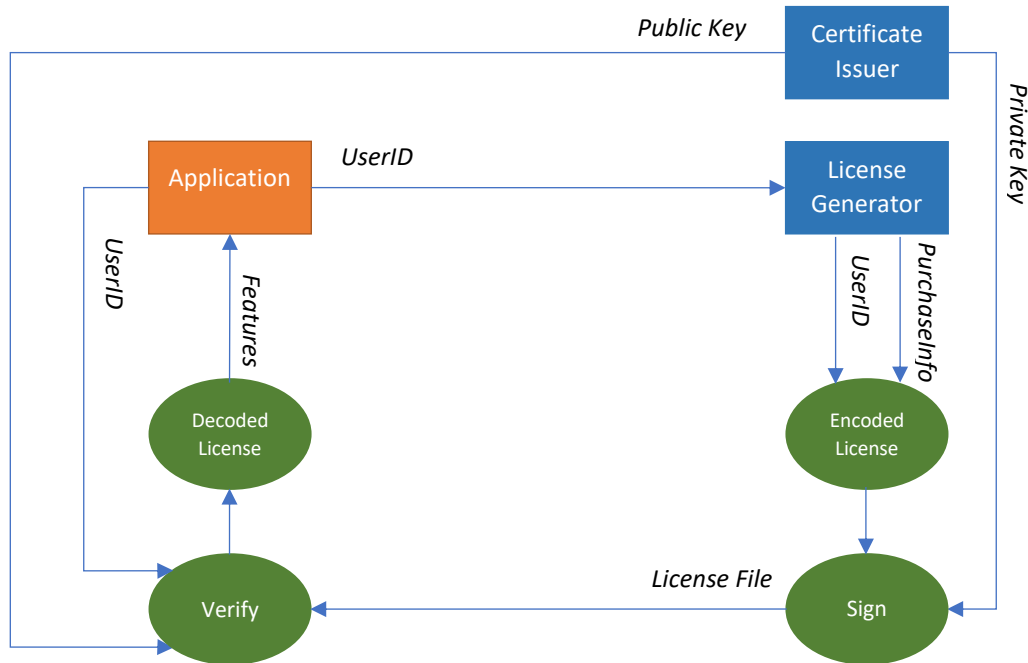 Public Key
Certificate
Issuer
Private Key
Application
UserID
License
Generator
UserID
Features
UserID
PurchaseInfo
Decoded
License
Encoded
License
Verify
License File
Sign